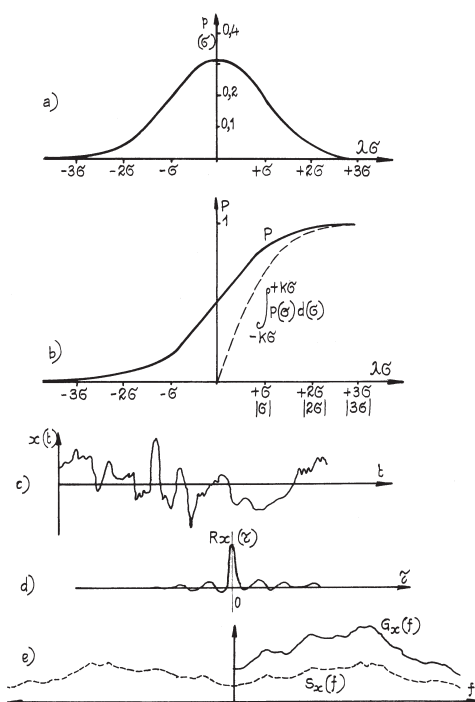 p
(σ)
0,4
0,2
0,1
a)
λσ
-3σ -2σ -σ +σ +2σ +3σ
P
1
P
∫ +kσ -kσ p(σ)d(σ)
b)
λσ
-3σ -2σ -σ +σ +2σ +3σ
|σ| |2σ| |3σ|
x(t)
c)
t
Rx(τ)
d)
0
τ
e)
Gx(f)
Sx(f)
f